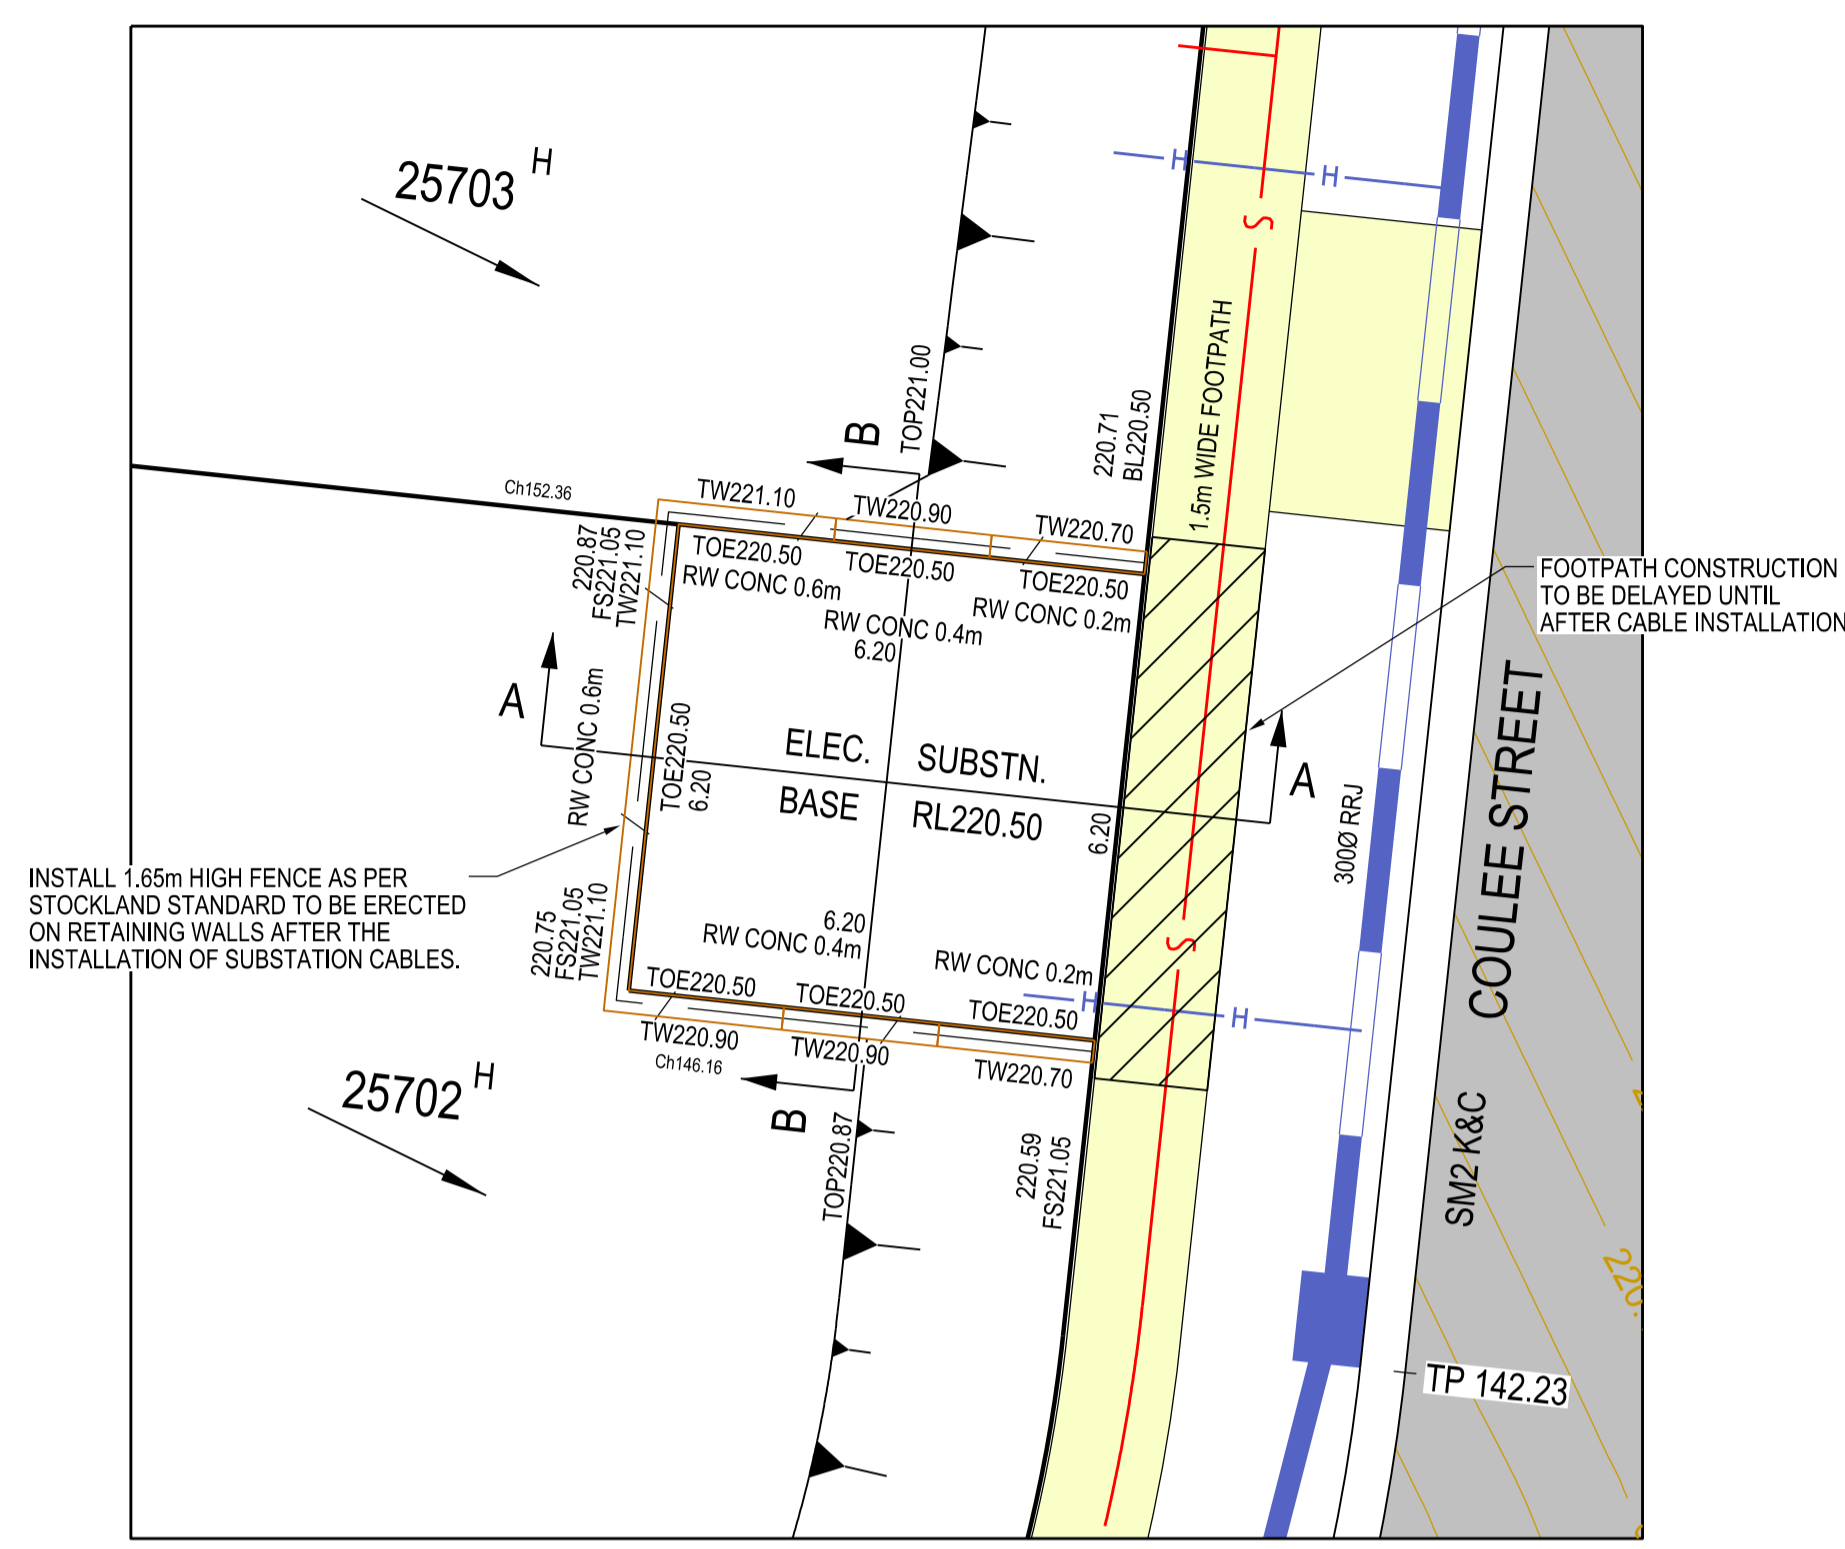 25703 H
S
H
H
1.5m WIDE FOOTPATH
TOP221.00
B
220.71
BL220.50
Ch152.36
TW221.10
TW220.90
TW220.70
220.87
FS221.05
TW221.10
TOE220.50
TOE220.50
TOE220.50
RW CONC 0.6m
RW CONC 0.4m
RW CONC 0.2m
6.20
FOOTPATH CONSTRUCTION
TO BE DELAYED UNTIL
AFTER CABLE INSTALLATION
A
RW CONC 0.6m
TOE220.50
6.20
ELEC. SUBSTN.
BASE RL220.50
6.20
A
300Ø RRJ
COULEE STREET
INSTALL 1.65m HIGH FENCE AS PER
STOCKLAND STANDARD TO BE ERECTED
ON RETAINING WALLS AFTER THE
INSTALLATION OF SUBSTATION CABLES.
220.75
FS221.05
TW221.10
6.20
RW CONC 0.4m
RW CONC 0.2m
S
TOE220.50
TOE220.50
TOE220.50
H
H
TW220.90
TW220.90
TW220.70
Ch146.16
25702 H
B
TOP220.87
220.59
FS221.05
SM2 K&C
TP 142.23